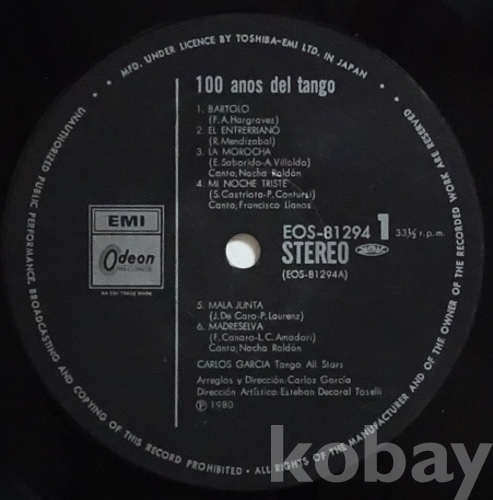 MFD. UNDER LICENCE BY TOSHIBA-EMI LTD. IN JAPAN
100 anos del tango
1. BARTOLO
(F. A. Hargraves)
2. EL ENTRERRIANO
(R. Mendizabal)
3. LA MOROCHA
(E. Saborido-A. Villoldo)
Canta, Nacha Roldán
4. MI NOCHE TRISTE
(S. Castriota-P. Contursi)
Canta, Francisco Llanos
EMI
Odeon
AN EMI TRADE MARK
EOS-81294 1 33⅓ r.p.m.
STEREO
(EOS-81294A)
5. MALA JUNTA
(J. De Caro-P. Laurenz)
6. MADRESELVA
(F. Canaro-L. C. Amadori)
Canta, Nacha Roldán
CARLOS GARCIA Tango All Stars
Arreglos y Dirección: Carlos García
Dirección Artística: Esteban Decoral Toselli
Ⓟ 1980
UNAUTHORIZED PUBLIC PERFORMANCE, BROADCASTING AND COPYING OF THIS RECORD PROHIBITED • ALL RIGHTS OF THE MANUFACTURER AND OF THE OWNER OF THE RECORDED WORK ARE RESERVED
kobay